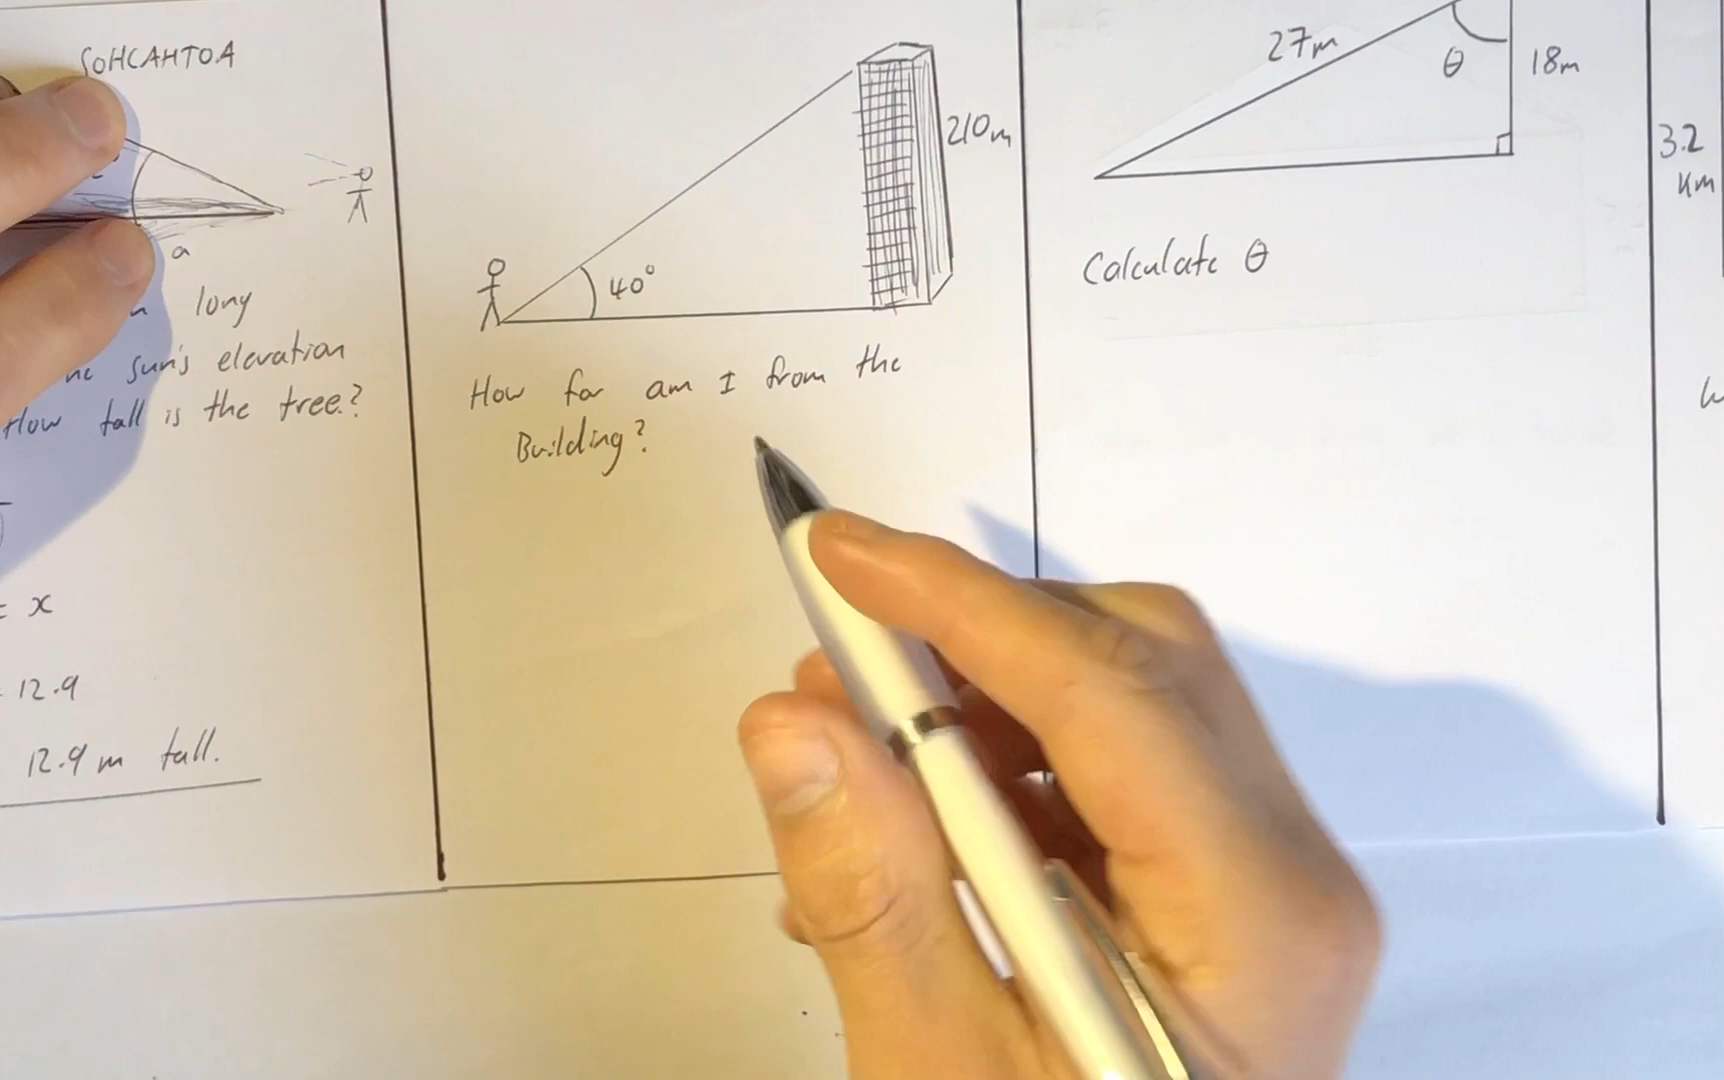 SOHCAHTOA
a
long
sun's elevation
How tall is the tree?
= x
12.9
12.9 m tall.
210m
40°
How far am I from the
Building?
27m
θ
18m
Calculate θ
3.2
Km